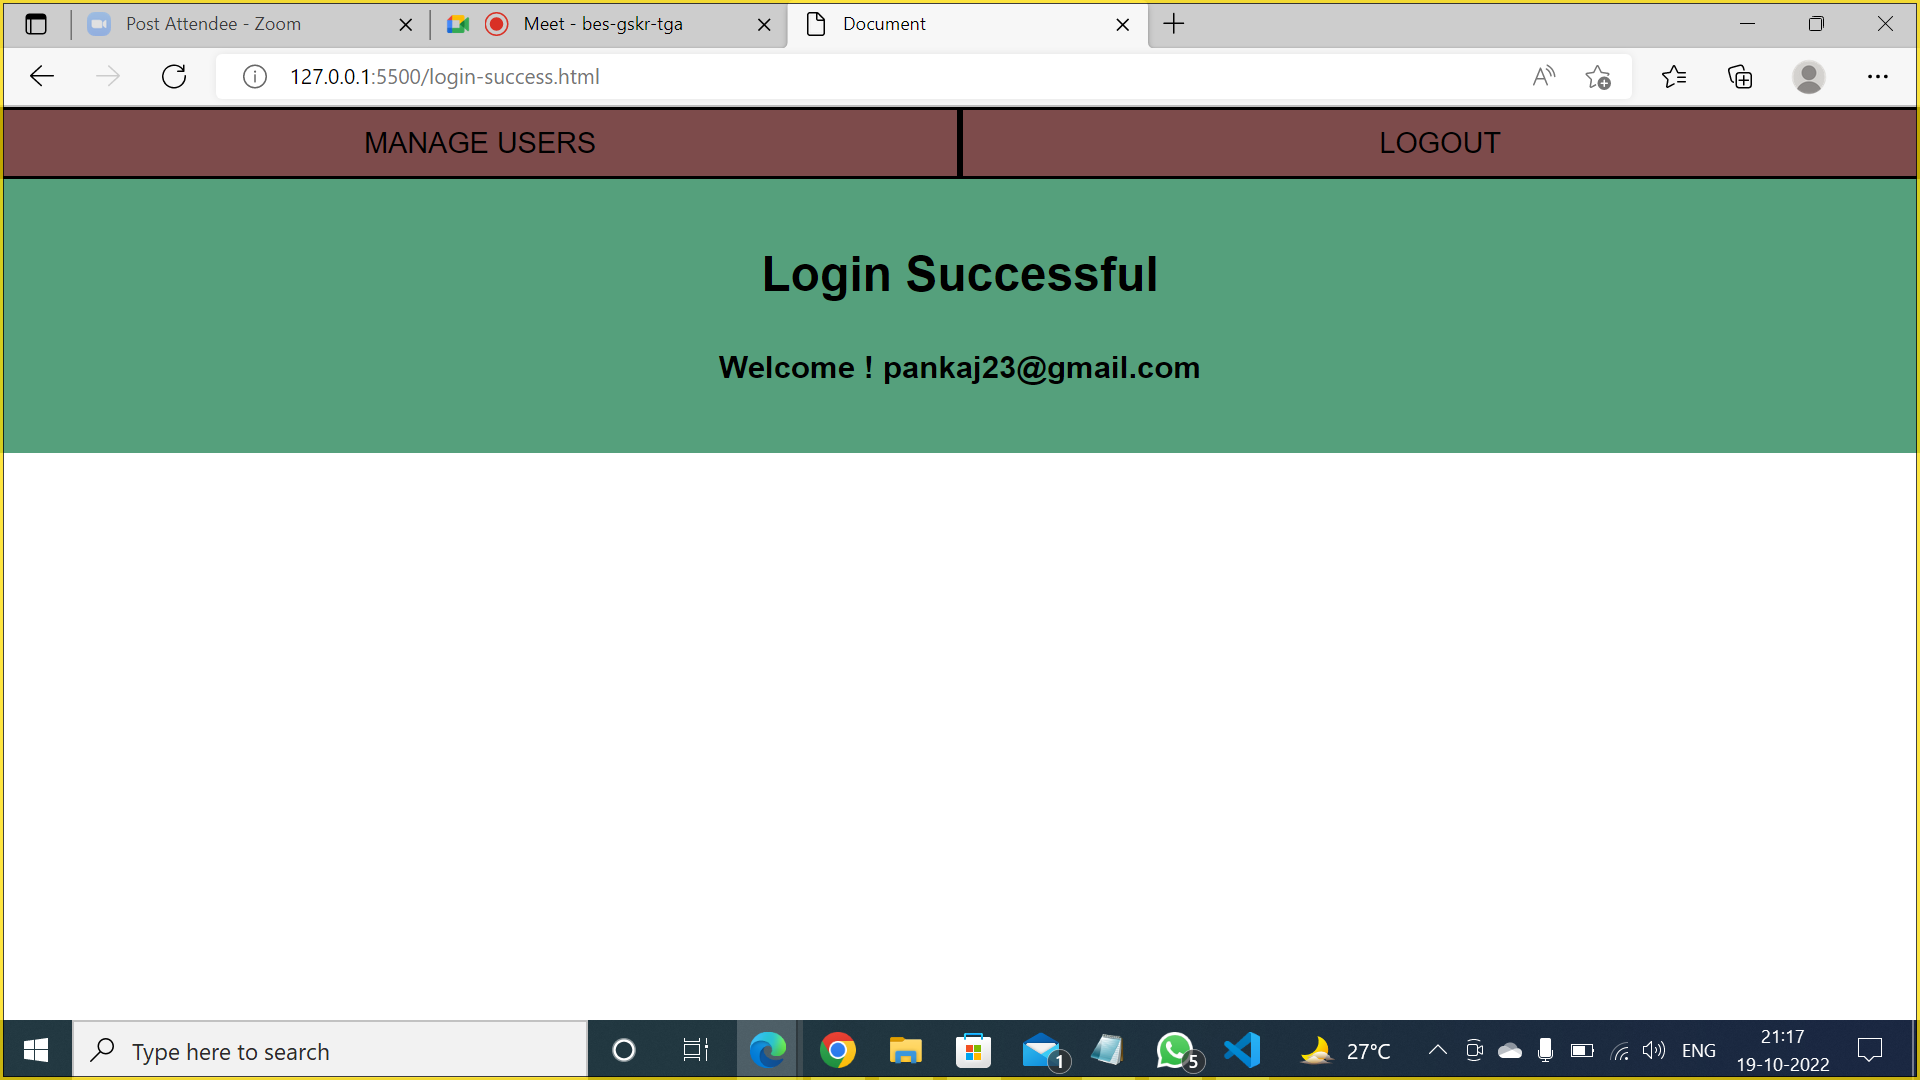 Post Attendee - Zoom
Meet - bes-gskr-tga
Document
127.0.0.1:5500/login-success.html
MANAGE USERS
LOGOUT
Login Successful
Welcome ! pankaj23@gmail.com
Type here to search
1
5
27°C
ENG
21:17
19-10-2022